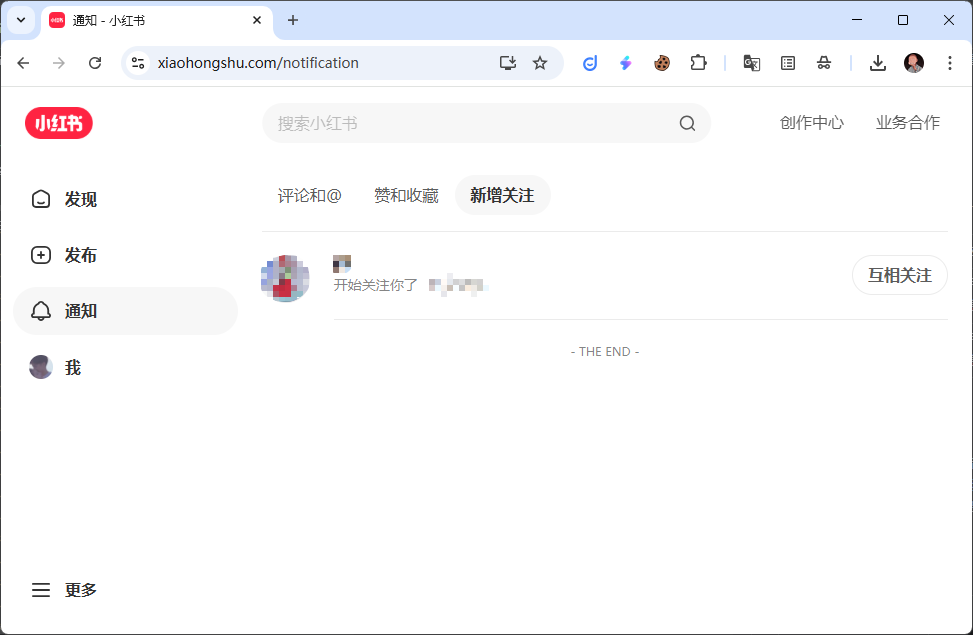 通知 - 小红书
xiaohongshu.com/notification
小红书
搜索小红书
创作中心
业务合作
发现
发布
通知
我
更多
评论和@
赞和收藏
新增关注
开始关注你了
互相关注
- THE END -